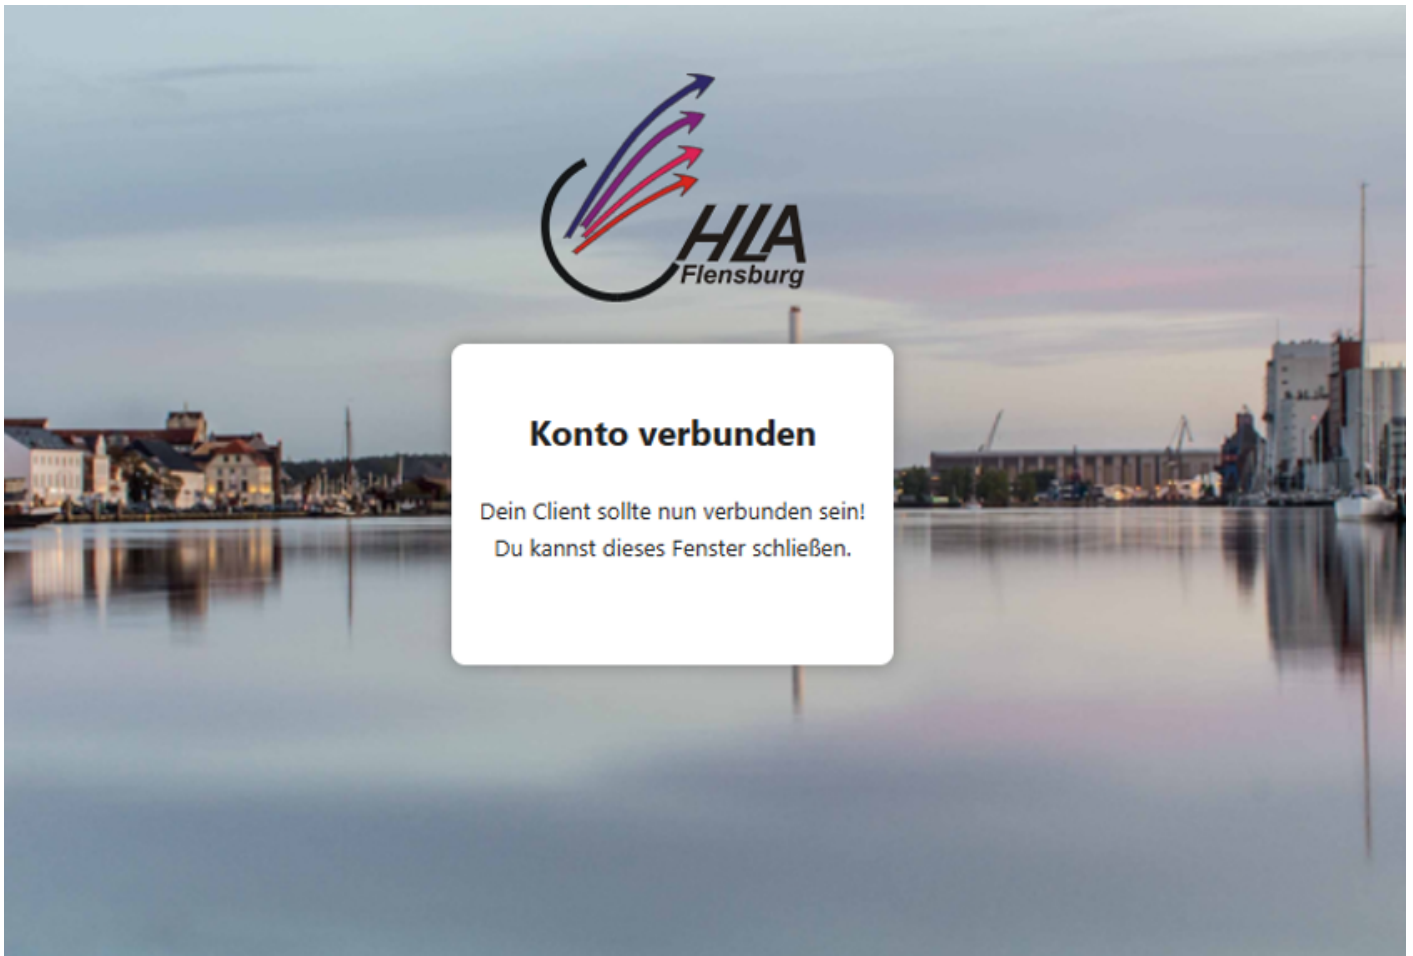 HLA
Flensburg
Konto verbunden
Dein Client sollte nun verbunden sein!
Du kannst dieses Fenster schließen.